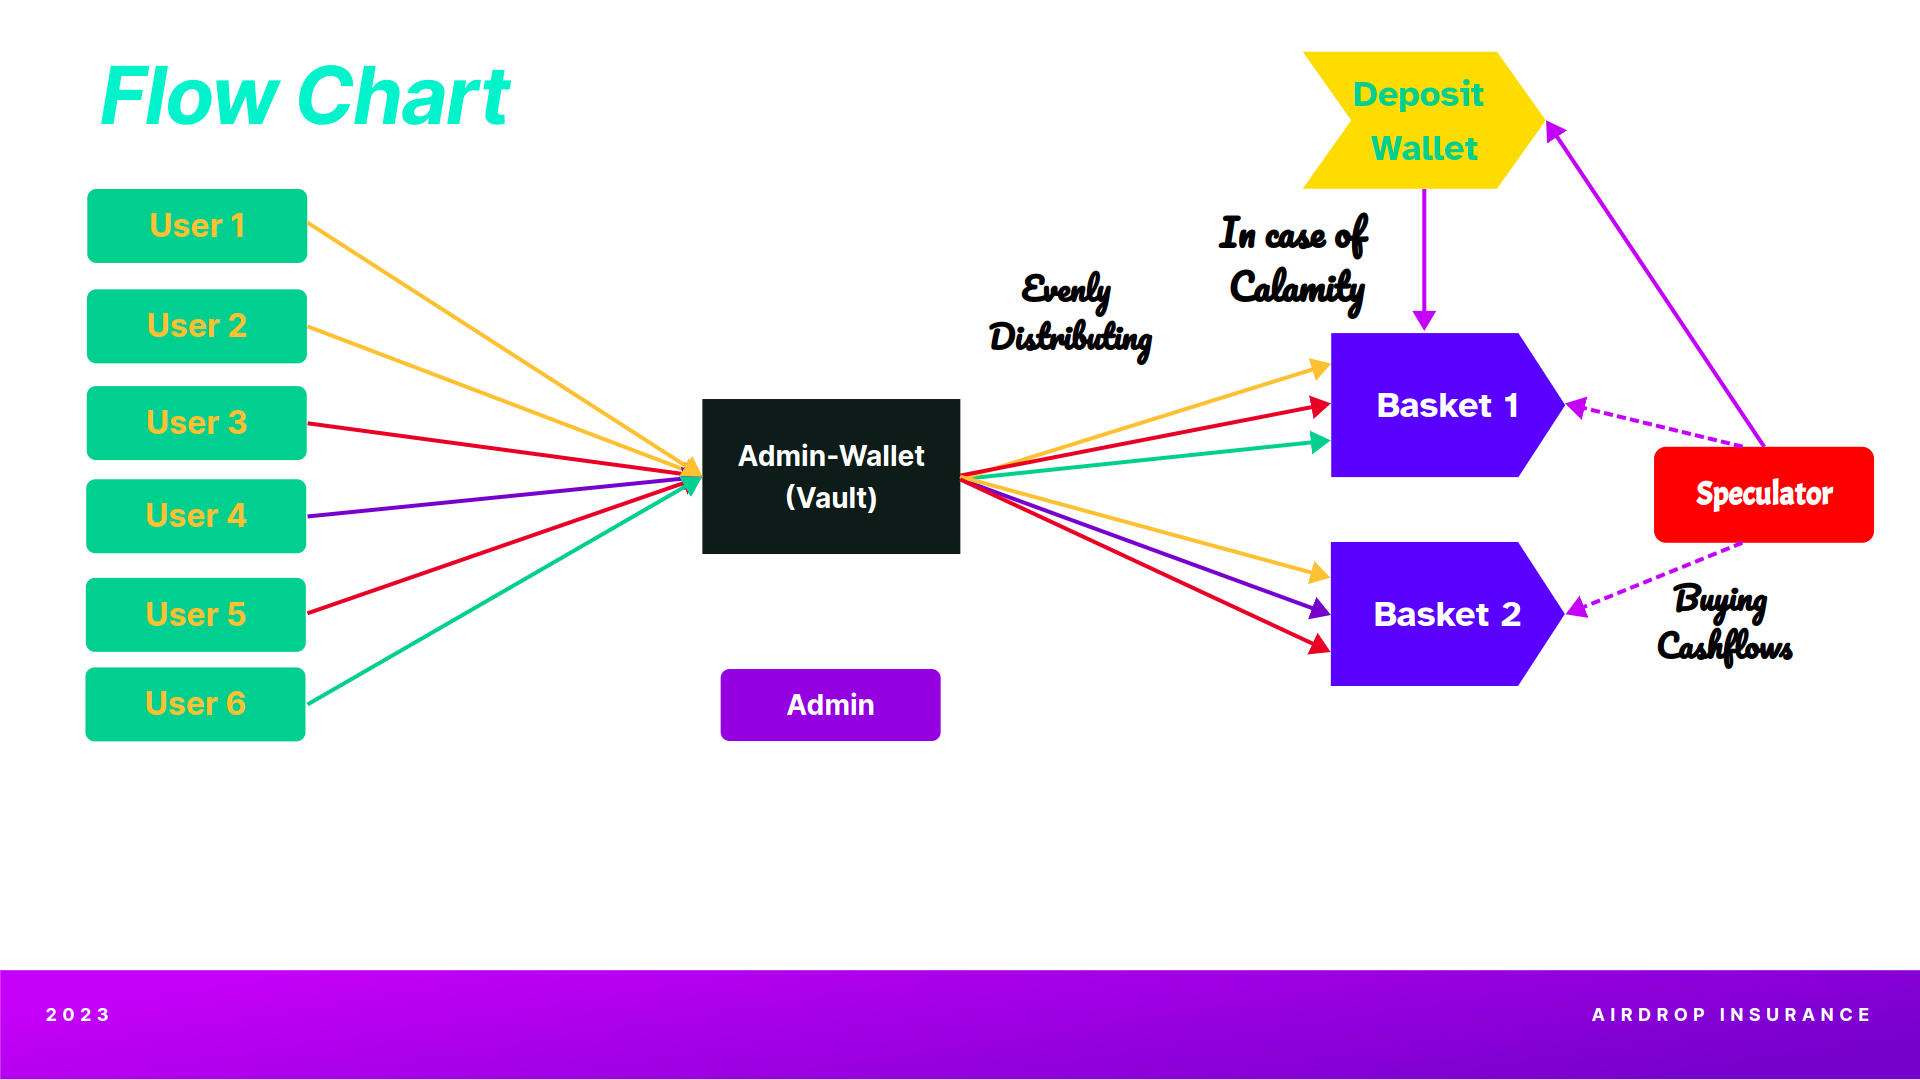 Flow Chart
Deposit
Wallet
User 1
User 2
User 3
User 4
User 5
User 6
Admin-Wallet
(Vault)
Admin
Evenly
Distributing
In case of
Calamity
Basket 1
Basket 2
Speculator
Buying
Cashflows
2023
AIRDROP INSURANCE